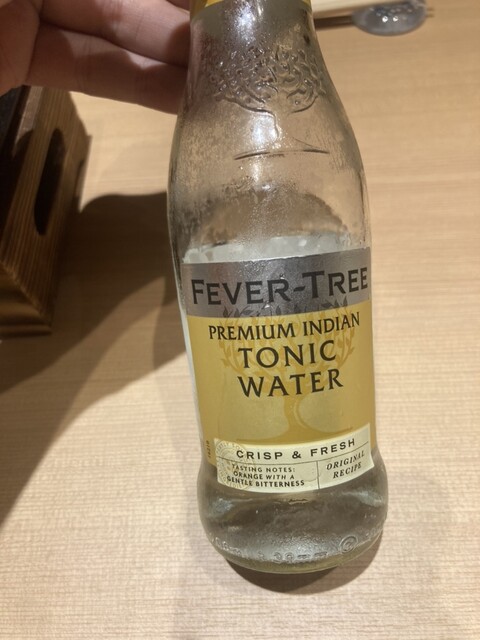 FEVER-TREE
PREMIUM INDIAN
TONIC
WATER
CRISP & FRESH
TASTING NOTES:
ORANGE WITH A
GENTLE BITTERNESS
ORIGINAL
RECIPE